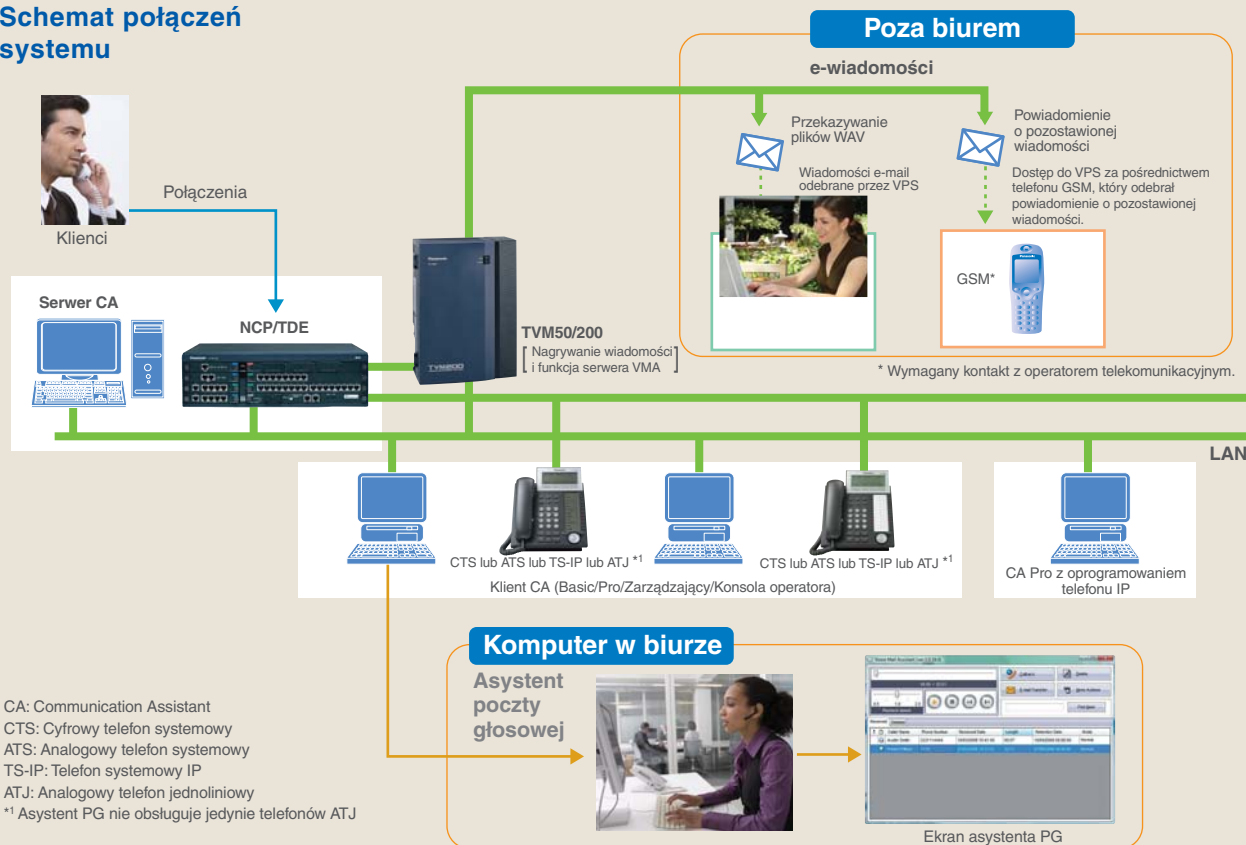 Schemat połączeń
systemu
Poza biurem
e-wiadomości
Przekazywanie
plików WAV
Wiadomości e-mail
odebrane przez VPS
Powiadomienie
o pozostawionej
wiadomości
Dostęp do VPS za pośrednictwem
telefonu GSM, który odebrał
powiadomienie o pozostawionej
wiadomości.
GSM*
* Wymagany kontakt z operatorem telekomunikacyjnym.
Połączenia
Klienci
Serwer CA
NCP/TDE
TVM50/200
[ Nagrywanie wiadomości
i funkcja serwera VMA ]
LAN
CTS lub ATS lub TS-IP lub ATJ *1
CTS lub ATS lub TS-IP lub ATJ *1
Klient CA (Basic/Pro/Zarządzający/Konsola operatora)
CA Pro z oprogramowaniem
telefonu IP
Komputer w biurze
Asystent
poczty
głosowej
Ekran asystenta PG
CA: Communication Assistant
CTS: Cyfrowy telefon systemowy
ATS: Analogowy telefon systemowy
TS-IP: Telefon systemowy IP
ATJ: Analogowy telefon jednoliniowy
*1 Asystent PG nie obsługuje jedynie telefonów ATJ